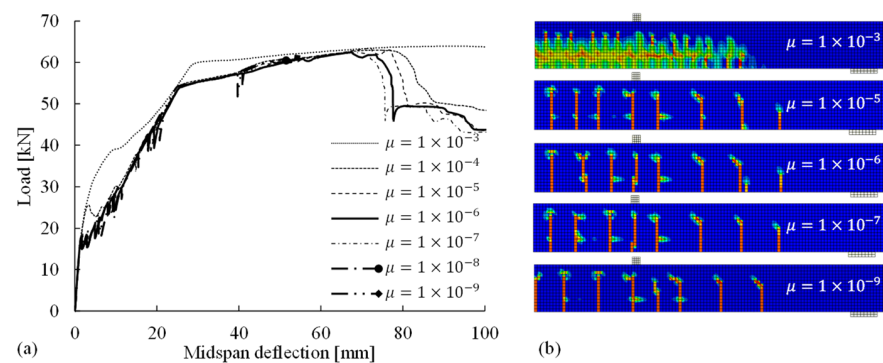 70
60
50
40
30
20
10
0
Load [kN]
0 20 40 60 80 100
Midspan deflection [mm]
μ = 1 × 10⁻³
μ = 1 × 10⁻⁴
μ = 1 × 10⁻⁵
μ = 1 × 10⁻⁶
μ = 1 × 10⁻⁷
μ = 1 × 10⁻⁸
μ = 1 × 10⁻⁹
(a)
μ = 1 × 10⁻³
μ = 1 × 10⁻⁵
μ = 1 × 10⁻⁶
μ = 1 × 10⁻⁷
μ = 1 × 10⁻⁹
(b)